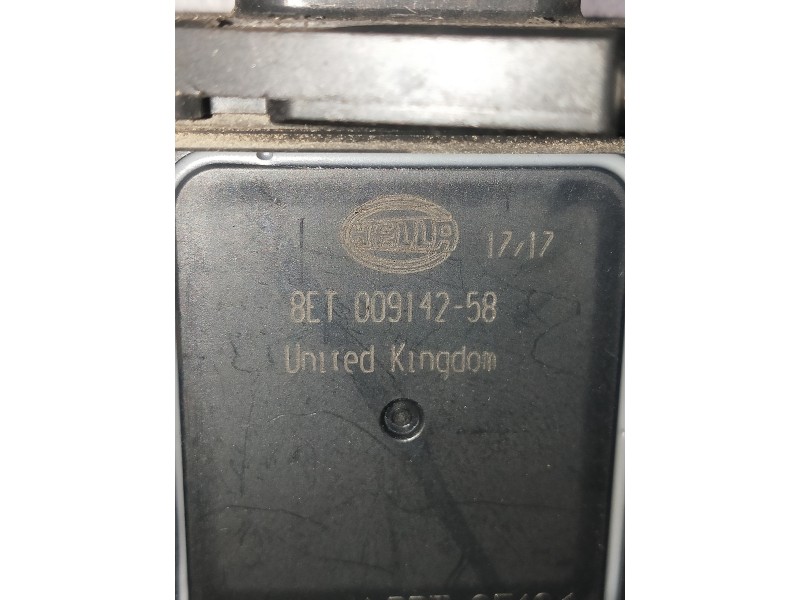 HELLA 17/17
8ET 009142-58
United Kingdom